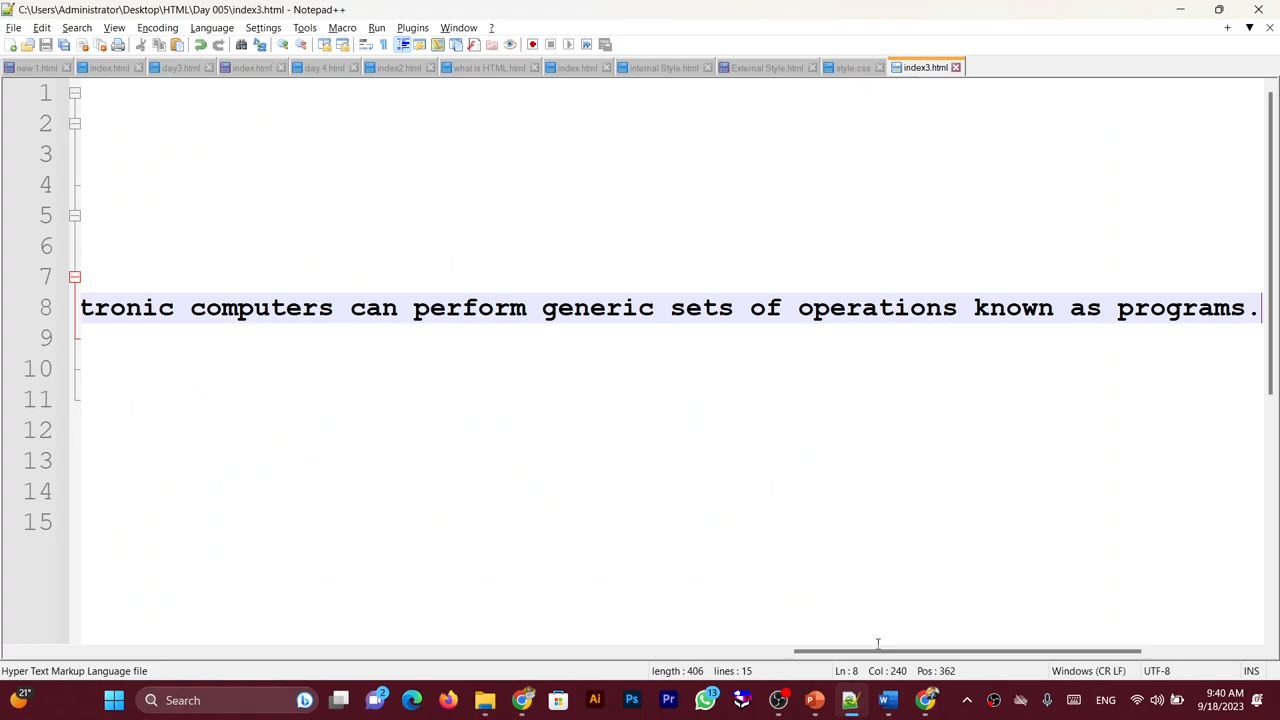 C:\Users\Administrator\Desktop\HTML\Day 005\index3.html - Notepad++
File Edit Search View Encoding Language Settings Tools Macro Run Plugins Window ?
new 1.html index.html day3.html index.html day 4.html index2.html what is HTML.html index.html internal Style.html External Style.html style.css index3.html
1
2
3
4
5
6
7
8 tronic computers can perform generic sets of operations known as programs.
9
10
11
12
13
14
15
Hyper Text Markup Language file length : 406 lines : 15 Ln : 8 Col : 240 Pos : 362 Windows (CR LF) UTF-8 INS
21° Search 2 13 ENG 9:40 AM
9/18/2023